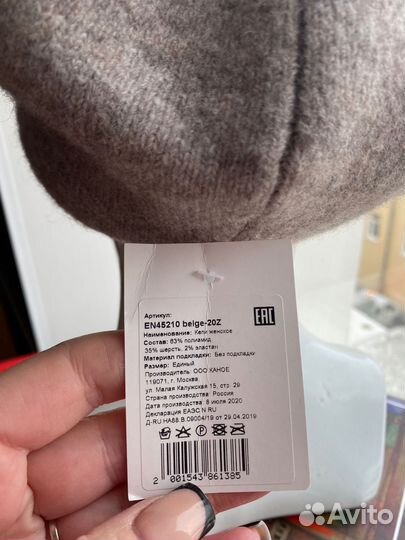 Артикул:
EN45210 beige-20Z
Наименование: Кепи женское
Состав: 63% полиамид,
35% шерсть, 2% эластан
Материал подкладки: Без подкладки
Размер: Единый
Производитель: ООО КАНОЕ
119071, г. Москва
ул. Малая Калужская 15, стр. 29
Страна производства: Россия
Дата производства: 8 июля 2020
Декларация ЕАЭС N RU
Д-RU.НА88.В.09004/19 от 29.04.2019
EAC
2 001543 861385
Avito